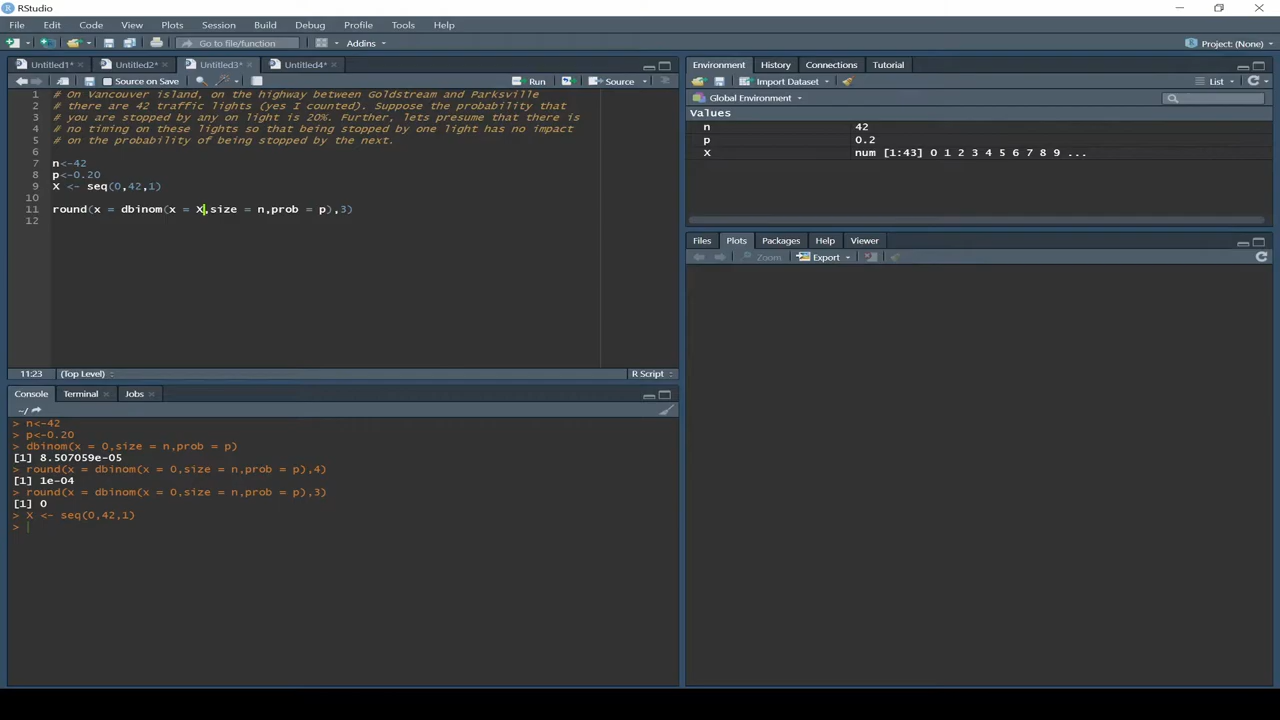 RStudio
File Edit Code View Plots Session Build Debug Profile Tools Help
Go to file/function Addins Project: (None)
Untitled1* Untitled2* Untitled3* Untitled4*
Source on Save Run Source
1 # On Vancouver island, on the highway between Goldstream and Parksville
2 # there are 42 traffic lights (yes I counted). Suppose the probability that
3 # you are stopped by any on light is 20%. Further, lets presume that there is
4 # no timing on these lights so that being stopped by one light has no impact
5 # on the probability of being stopped by the next.
6
7 n<-42
8 p<-0.20
9 X <- seq(0,42,1)
10
11 round(x = dbinom(x = X,size = n,prob = p),3)
12
11:23 (Top Level) R Script
Console Terminal Jobs
~/
> n<-42
> p<-0.20
> dbinom(x = 0,size = n,prob = p)
[1] 8.507059e-05
> round(x = dbinom(x = 0,size = n,prob = p),4)
[1] 1e-04
> round(x = dbinom(x = 0,size = n,prob = p),3)
[1] 0
> X <- seq(0,42,1)
>
Environment History Connections Tutorial
Import Dataset List
Global Environment
Values
n 42
p 0.2
X num [1:43] 0 1 2 3 4 5 6 7 8 9 ...
Files Plots Packages Help Viewer
Zoom Export